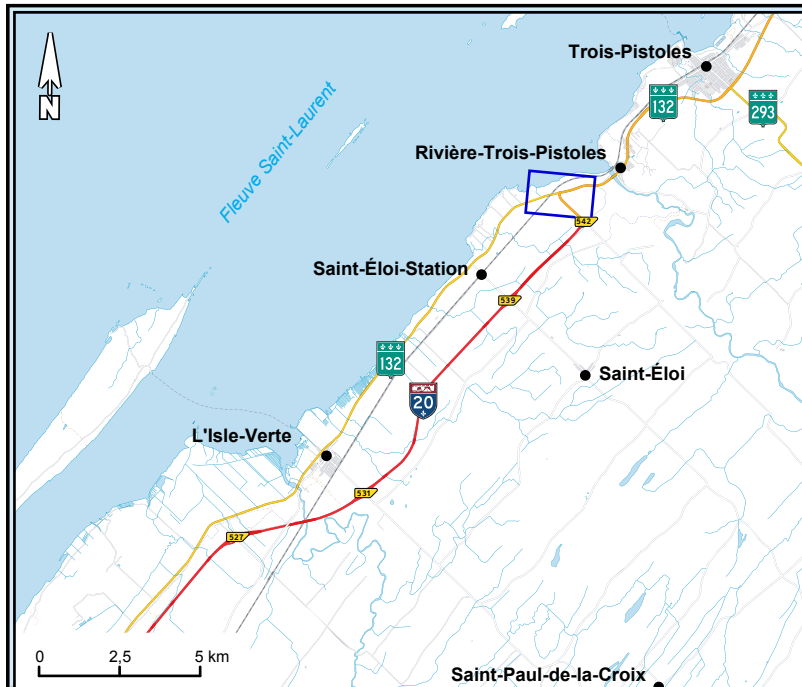 N
Trois-Pistoles
132
293
Fleuve Saint-Laurent
Rivière-Trois-Pistoles
542
Saint-Éloi-Station
539
132
Saint-Éloi
20
L'Isle-Verte
531
527
0 2,5 5 km
Saint-Paul-de-la-Croix